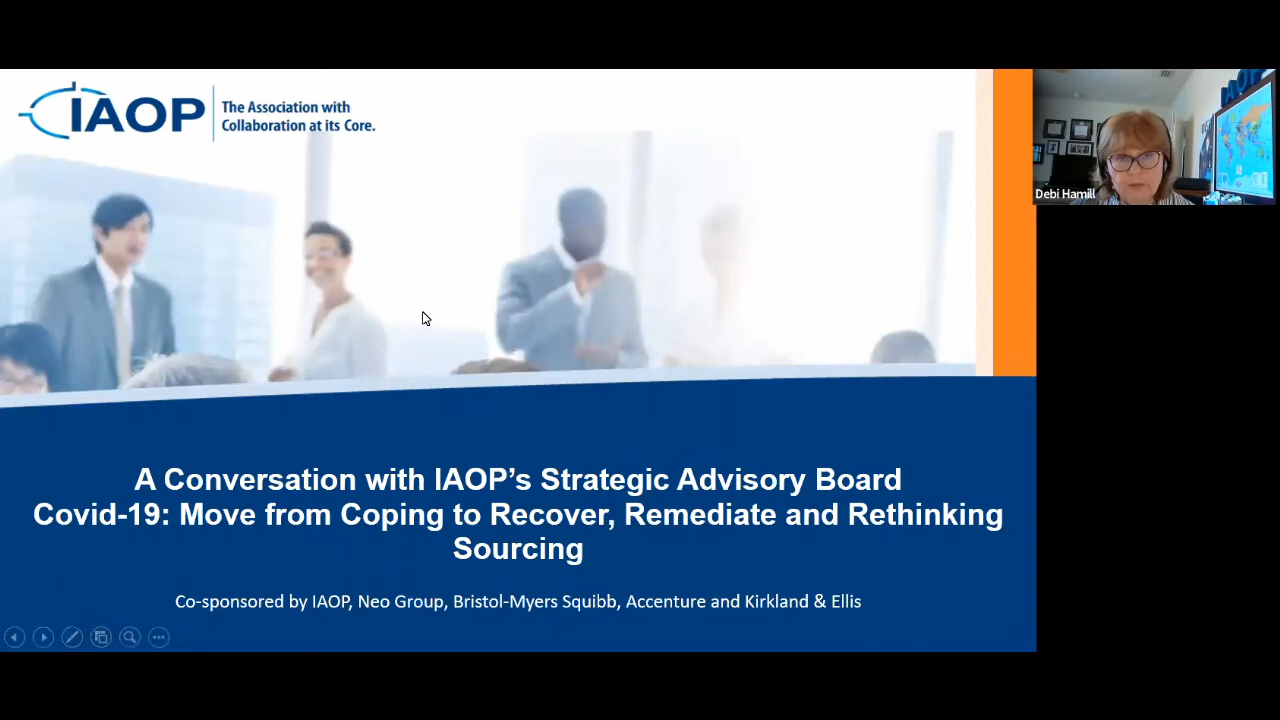 IAOP
The Association with
Collaboration at its Core.
Debi Hamill
A Conversation with IAOP’s Strategic Advisory Board
Covid-19: Move from Coping to Recover, Remediate and Rethinking
Sourcing
Co-sponsored by IAOP, Neo Group, Bristol-Myers Squibb, Accenture and Kirkland & Ellis